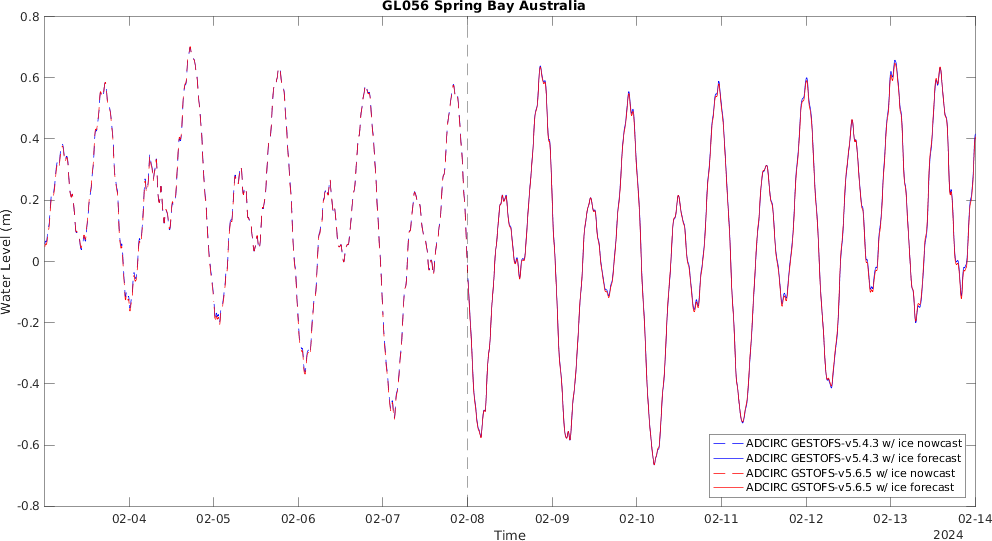 GL056 Spring Bay Australia
0.8
0.6
0.4
0.2
0
-0.2
-0.4
-0.6
-0.8
Water Level (m)
ADCIRC GESTOFS-v5.4.3 w/ ice nowcast
ADCIRC GESTOFS-v5.4.3 w/ ice forecast
ADCIRC GSTOFS-v5.6.5 w/ ice nowcast
ADCIRC GSTOFS-v5.6.5 w/ ice forecast
02-04 02-05 02-06 02-07 02-08 02-09 02-10 02-11 02-12 02-13 02-14
Time
2024